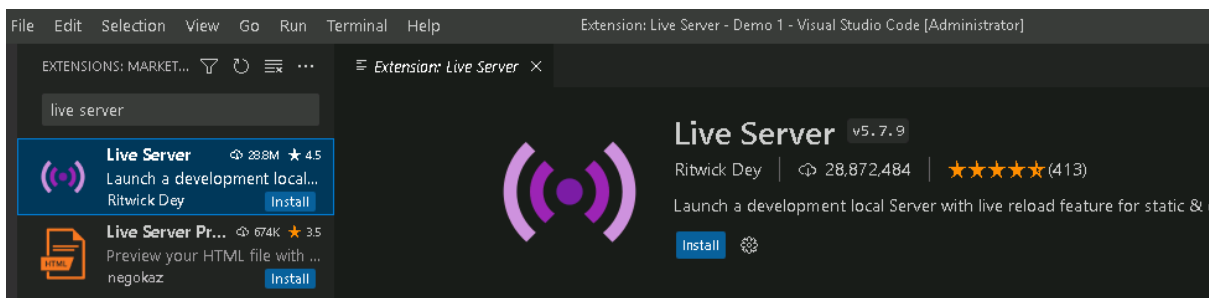 File Edit Selection View Go Run Terminal Help Extension: Live Server - Demo 1 - Visual Studio Code [Administrator]
EXTENSIONS: MARKET...
Extension: Live Server
live server
Live Server 28.8M 4.5
Launch a development local...
Ritwick Dey Install
Live Server Pr... 674K 3.5
Preview your HTML file with ...
negokaz Install
HTML
Live Server v5.7.9
Ritwick Dey 28,872,484 (413)
Launch a development local Server with live reload feature for static &
Install